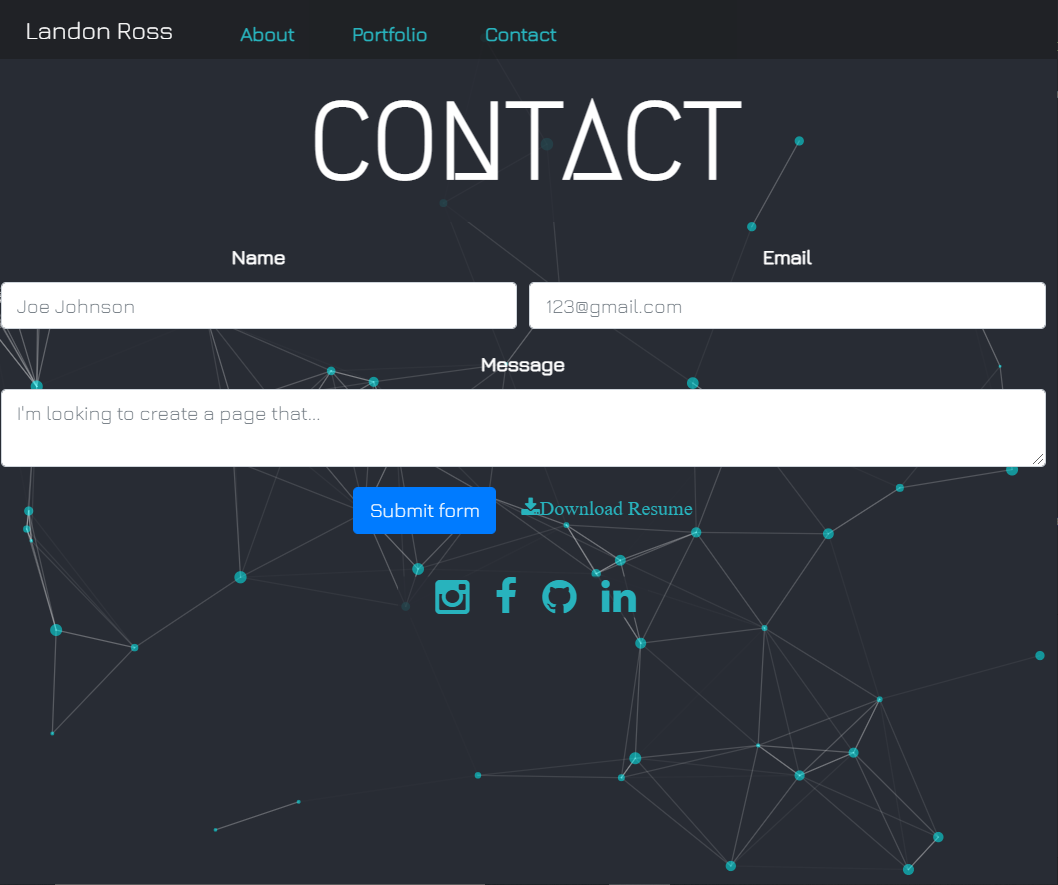 Landon Ross About Portfolio Contact
CONTACT
Name Email
Joe Johnson 123@gmail.com
Message
I'm looking to create a page that...
Submit form Download Resume